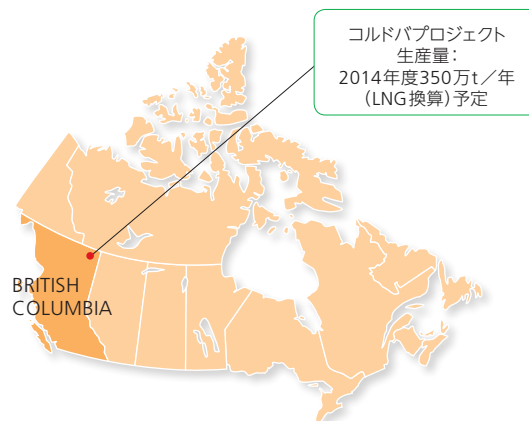 コルドバプロジェクト
生産量：
2014年度350万t／年
（LNG換算）予定
BRITISH
COLUMBIA